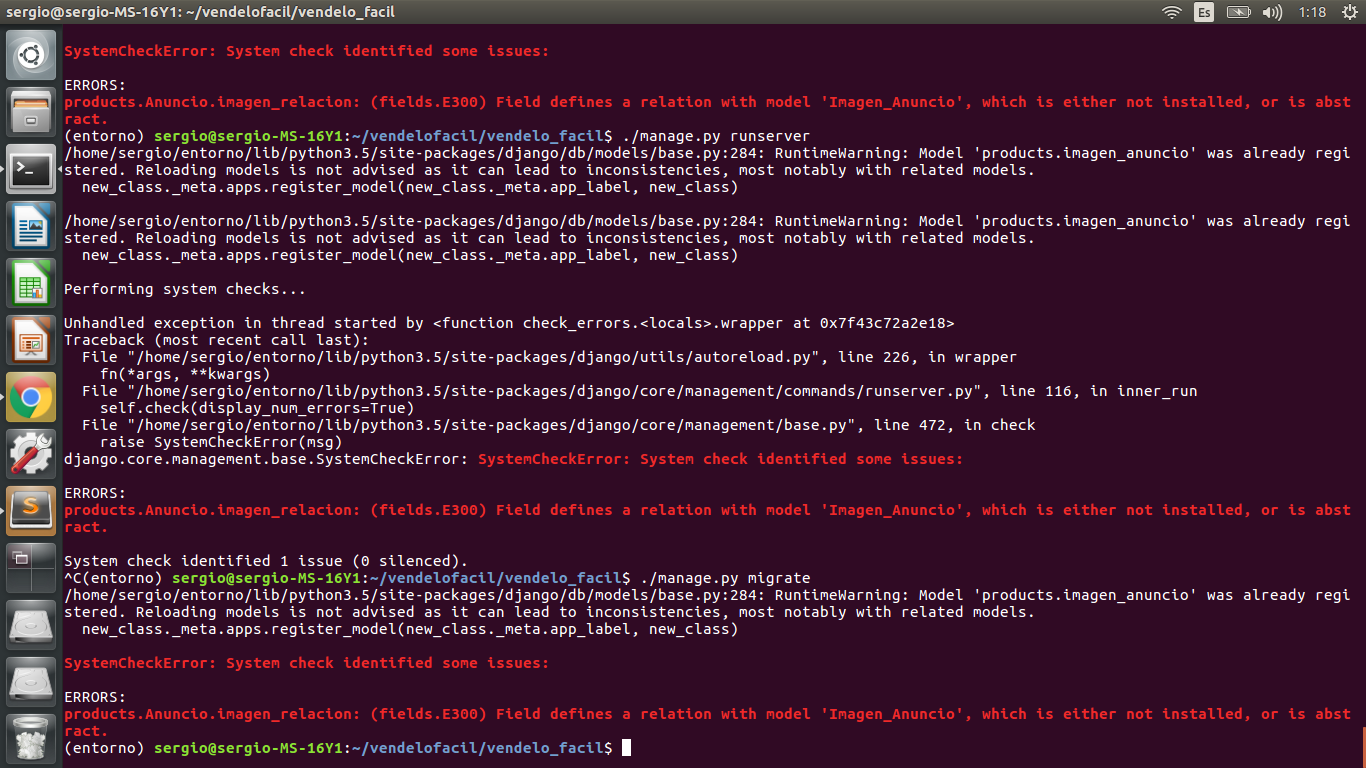 sergio@sergio-MS-16Y1: ~/vendelofacil/vendelo_facil
Es
1:18
SystemCheckError: System check identified some issues:
ERRORS:
products.Anuncio.imagen_relacion: (fields.E300) Field defines a relation with model 'Imagen_Anuncio', which is either not installed, or is abst
ract.
(entorno) sergio@sergio-MS-16Y1:~/vendelofacil/vendelo_facil$ ./manage.py runserver
/home/sergio/entorno/lib/python3.5/site-packages/django/db/models/base.py:284: RuntimeWarning: Model 'products.imagen_anuncio' was already regi
stered. Reloading models is not advised as it can lead to inconsistencies, most notably with related models.
  new_class._meta.apps.register_model(new_class._meta.app_label, new_class)
/home/sergio/entorno/lib/python3.5/site-packages/django/db/models/base.py:284: RuntimeWarning: Model 'products.imagen_anuncio' was already regi
stered. Reloading models is not advised as it can lead to inconsistencies, most notably with related models.
  new_class._meta.apps.register_model(new_class._meta.app_label, new_class)
Performing system checks...
Unhandled exception in thread started by <function check_errors.<locals>.wrapper at 0x7f43c72a2e18>
Traceback (most recent call last):
  File "/home/sergio/entorno/lib/python3.5/site-packages/django/utils/autoreload.py", line 226, in wrapper
    fn(*args, **kwargs)
  File "/home/sergio/entorno/lib/python3.5/site-packages/django/core/management/commands/runserver.py", line 116, in inner_run
    self.check(display_num_errors=True)
  File "/home/sergio/entorno/lib/python3.5/site-packages/django/core/management/base.py", line 472, in check
    raise SystemCheckError(msg)
django.core.management.base.SystemCheckError: SystemCheckError: System check identified some issues:
ERRORS:
products.Anuncio.imagen_relacion: (fields.E300) Field defines a relation with model 'Imagen_Anuncio', which is either not installed, or is abst
ract.
System check identified 1 issue (0 silenced).
^C(entorno) sergio@sergio-MS-16Y1:~/vendelofacil/vendelo_facil$ ./manage.py migrate
/home/sergio/entorno/lib/python3.5/site-packages/django/db/models/base.py:284: RuntimeWarning: Model 'products.imagen_anuncio' was already regi
stered. Reloading models is not advised as it can lead to inconsistencies, most notably with related models.
  new_class._meta.apps.register_model(new_class._meta.app_label, new_class)
SystemCheckError: System check identified some issues:
ERRORS:
products.Anuncio.imagen_relacion: (fields.E300) Field defines a relation with model 'Imagen_Anuncio', which is either not installed, or is abst
ract.
(entorno) sergio@sergio-MS-16Y1:~/vendelofacil/vendelo_facil$